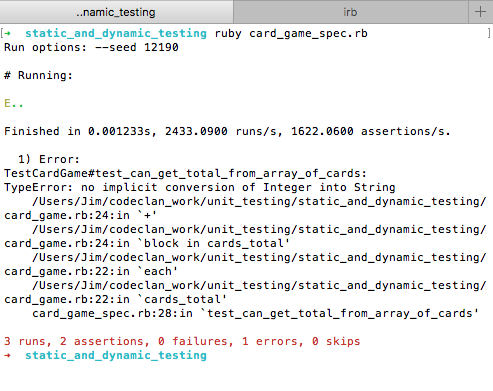 ..namic_testing irb +
[➜ static_and_dynamic_testing ruby card_game_spec.rb ]
Run options: --seed 12190
# Running:
E..
Finished in 0.001233s, 2433.0900 runs/s, 1622.0600 assertions/s.
1) Error:
TestCardGame#test_can_get_total_from_array_of_cards:
TypeError: no implicit conversion of Integer into String
/Users/Jim/codeclan_work/unit_testing/static_and_dynamic_testing/
card_game.rb:24:in `+'
/Users/Jim/codeclan_work/unit_testing/static_and_dynamic_testing/
card_game.rb:24:in `block in cards_total'
/Users/Jim/codeclan_work/unit_testing/static_and_dynamic_testing/
card_game.rb:22:in `each'
/Users/Jim/codeclan_work/unit_testing/static_and_dynamic_testing/
card_game.rb:22:in `cards_total'
card_game_spec.rb:28:in `test_can_get_total_from_array_of_cards'
3 runs, 2 assertions, 0 failures, 1 errors, 0 skips
➜ static_and_dynamic_testing